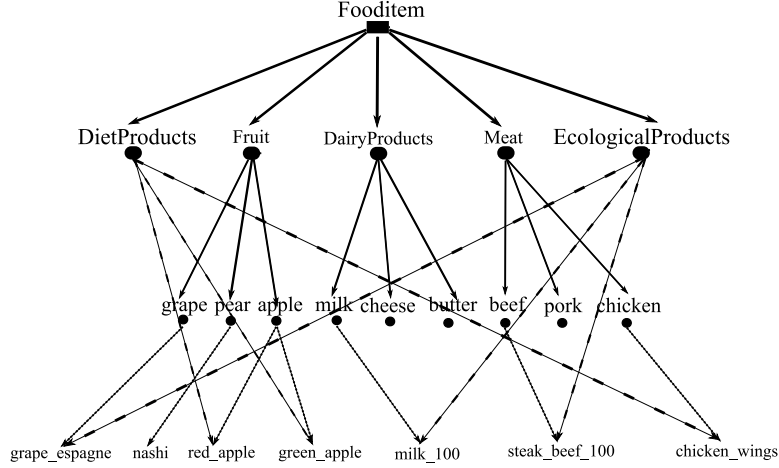 Fooditem
DietProducts Fruit DairyProducts Meat EcologicalProducts
grape pear apple milk cheese butter beef pork chicken
grape_espagne nashi red_apple green_apple milk_100 steak_beef_100 chicken_wings